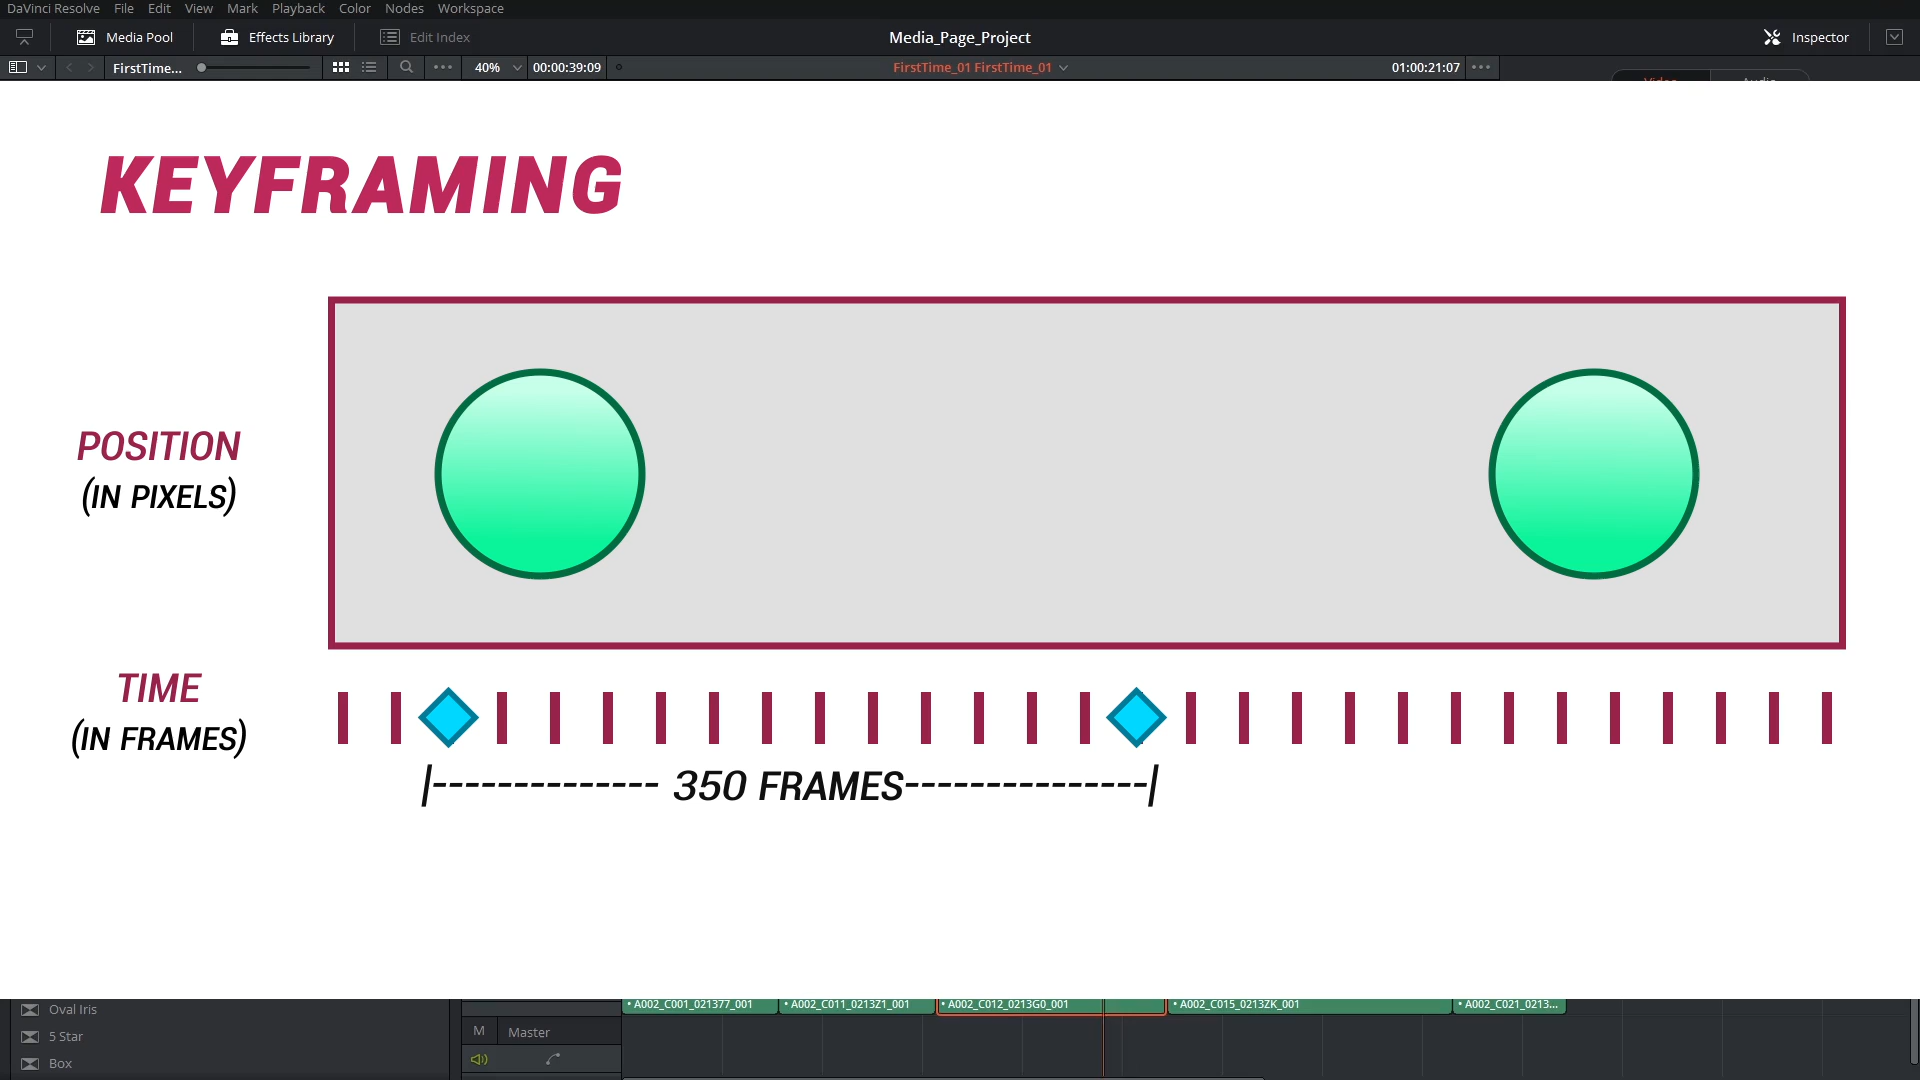 DaVinci Resolve File Edit View Mark Playback Color Nodes Workspace
Media Pool Effects Library Edit Index Media_Page_Project Inspector
FirstTime... 40% 00:00:39:09 FirstTime_01 FirstTime_01 01:00:21:07
Video Audio
KEYFRAMING
POSITION
(IN PIXELS)
TIME
(IN FRAMES)
|-------------- 350 FRAMES---------------|
Oval Iris
5 Star
Box
• A002_C001_021377_001 • A002_C011_0213Z1_001 • A002_C012_0213G0_001 • A002_C015_0213ZK_001 • A002_C021_0213...
M Master